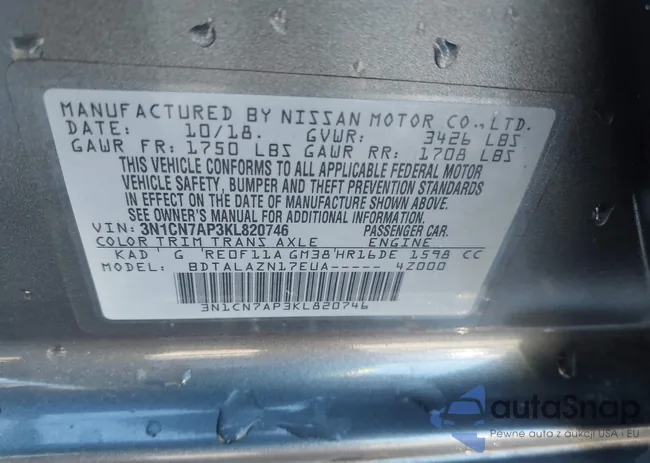 MANUFACTURED BY NISSAN MOTOR CO.,LTD.
DATE: 10/18. GVWR: 3426 LBS
GAWR FR: 1750 LBS GAWR RR: 1708 LBS
THIS VEHICLE CONFORMS TO ALL APPLICABLE FEDERAL MOTOR
VEHICLE SAFETY, BUMPER AND THEFT PREVENTION STANDARDS
IN EFFECT ON THE DATE OF MANUFACTURE SHOWN ABOVE.
SEE OWNER'S MANUAL FOR ADDITIONAL INFORMATION.
VIN: 3N1CN7AP3KL820746 PASSENGER CAR.
COLOR TRIM TRANS AXLE ENGINE
KAD G RE0F11A GM38 HR16DE 1598 CC
MODEL: BDTALAZN17EUA----- 4Z000
3N1CN7AP3KL820746
autaSnap
Pewne auta z aukcji USA i EU